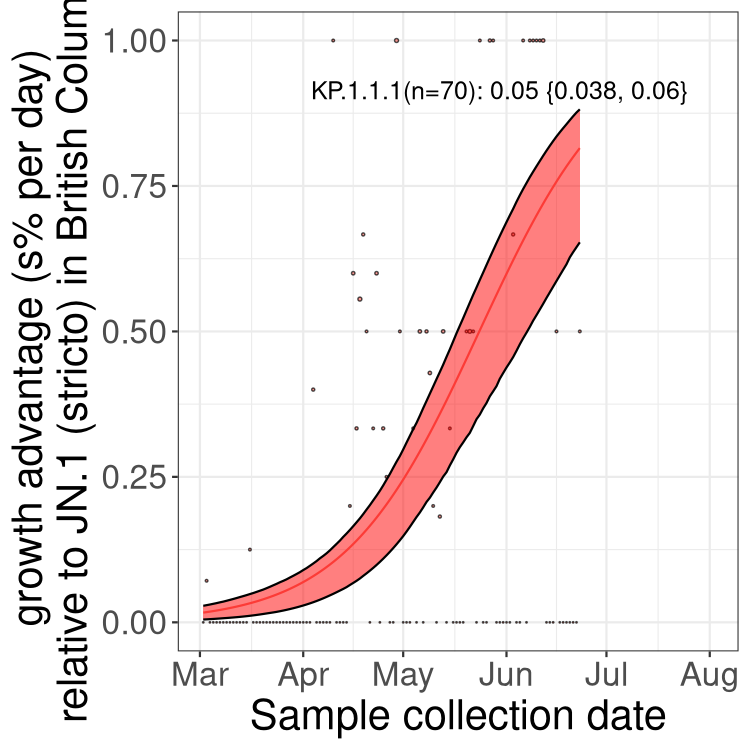 growth advantage (s% per day)
relative to JN.1 (stricto) in British Colum
1.00
0.75
0.50
0.25
0.00
KP.1.1.1(n=70): 0.05 {0.038, 0.06}
Mar Apr May Jun Jul Aug
Sample collection date